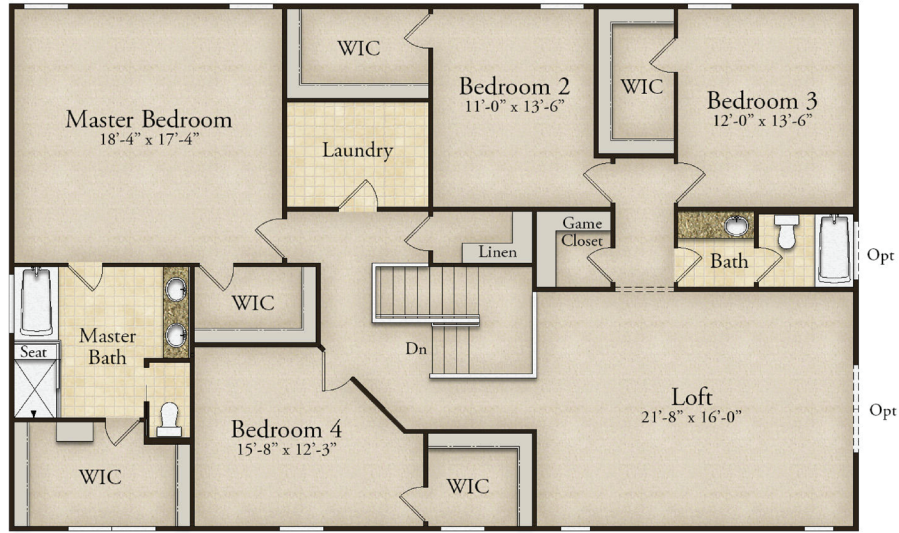 WIC
Bedroom 2
11'-0" x 13'-6"
WIC
Bedroom 3
12'-0" x 13'-6"
Master Bedroom
18'-4" x 17'-4"
Laundry
Game
Closet
Linen
Bath
Opt
WIC
Master
Bath
Seat
Dn
Loft
21'-8" x 16'-0"
Opt
Bedroom 4
15'-8" x 12'-3"
WIC
WIC